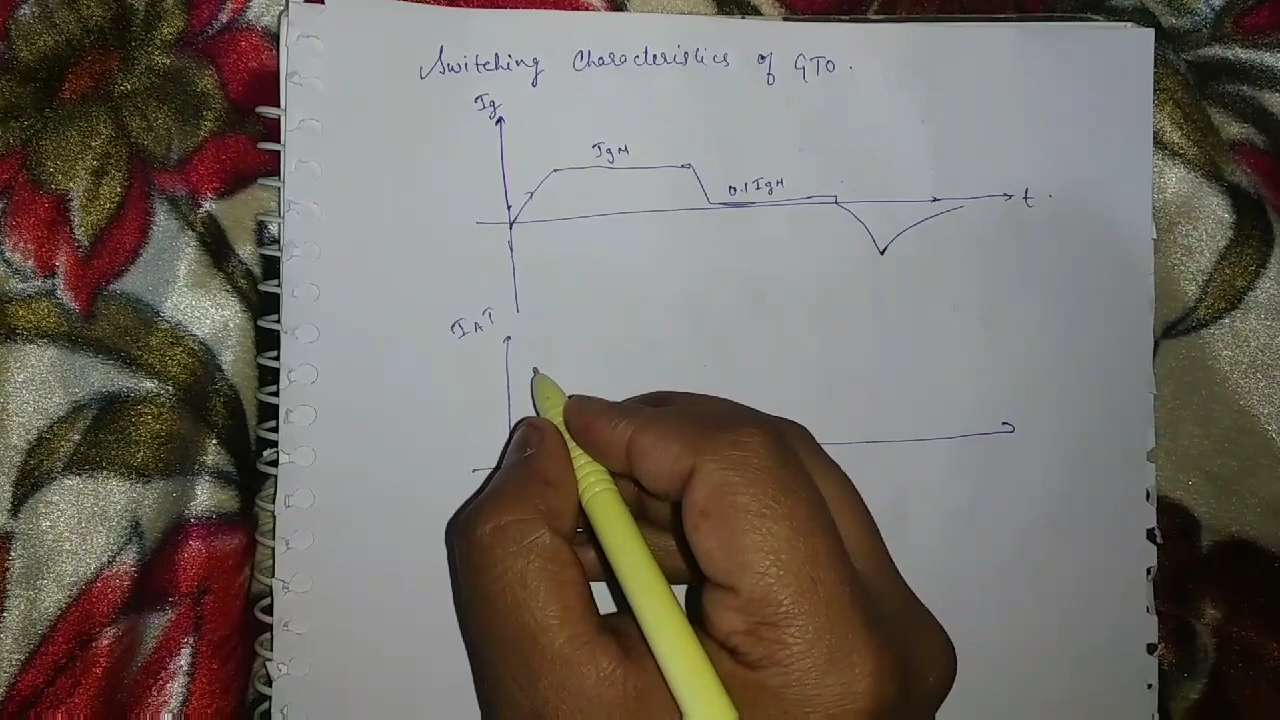 Switching Characteristics of GTO.
Ig
IgM
0.1 IgM
t.
IA